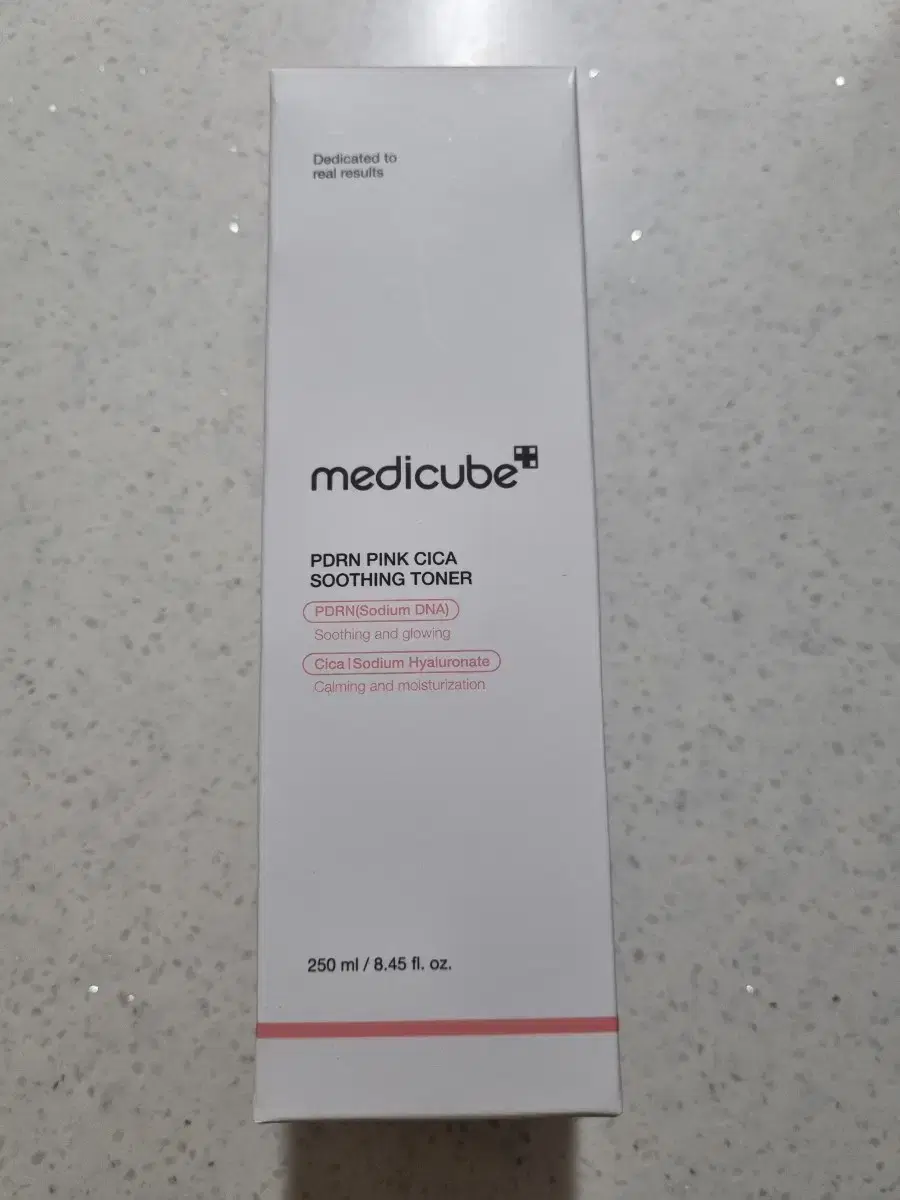 Dedicated to
real results
medicube
PDRN PINK CICA
SOOTHING TONER
PDRN(Sodium DNA)
Soothing and glowing
Cica | Sodium Hyaluronate
Calming and moisturization
250 ml / 8.45 fl. oz.